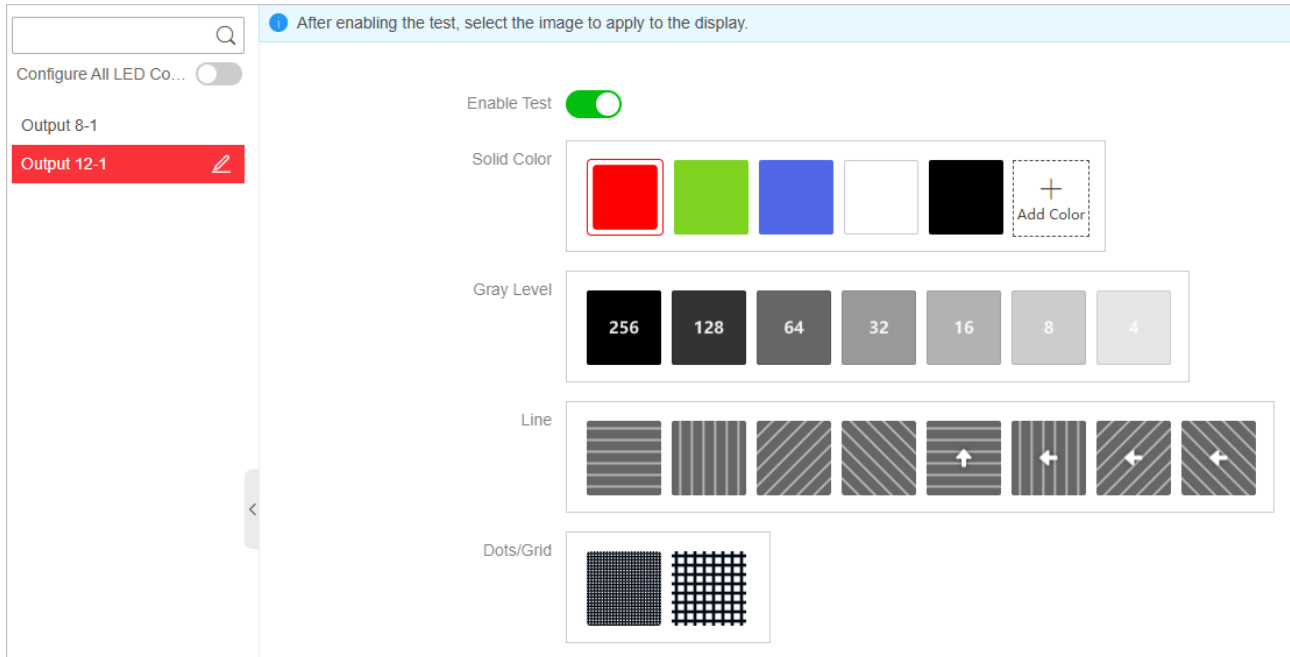 After enabling the test, select the image to apply to the display.
Configure All LED Co...
Output 8-1
Output 12-1
Enable Test
Solid Color
Add Color
Gray Level
256 128 64 32 16 8 4
Line
Dots/Grid